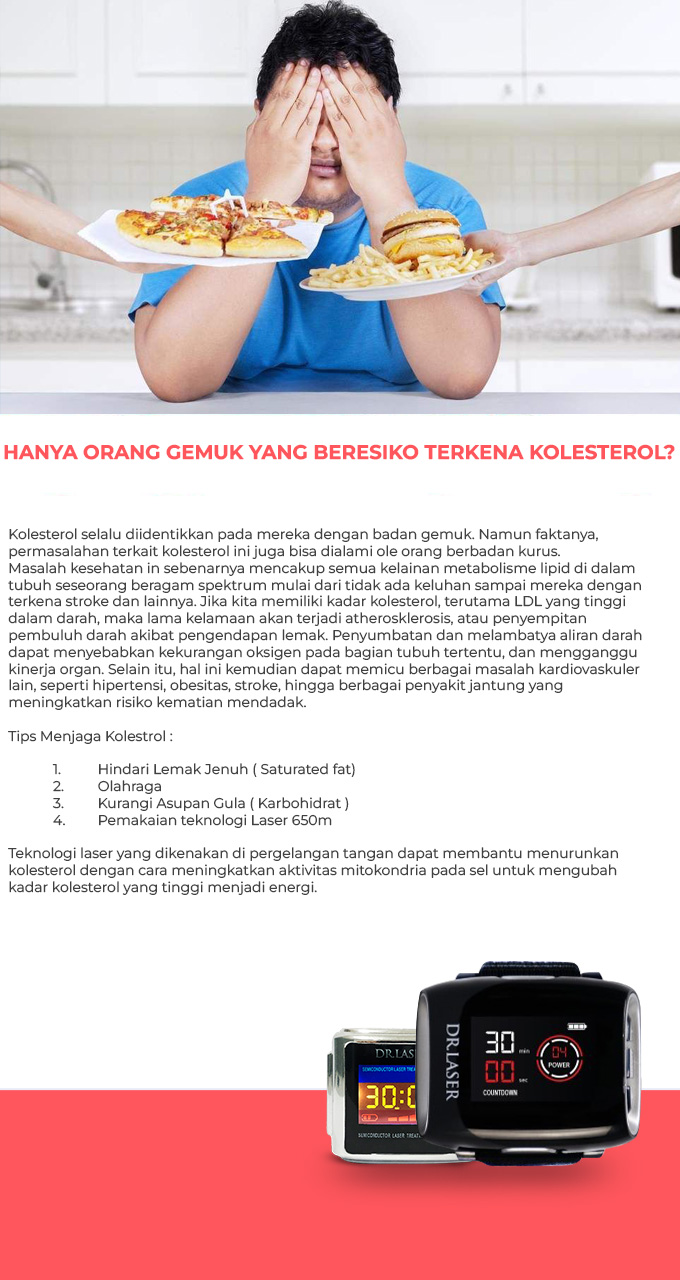 HANYA ORANG GEMUK YANG BERESIKO TERKENA KOLESTEROL?
Kolesterol selalu diidentikkan pada mereka dengan badan gemuk. Namun faktanya,
permasalahan terkait kolesterol ini juga bisa dialami ole orang berbadan kurus.
Masalah kesehatan in sebenarnya mencakup semua kelainan metabolisme lipid di dalam
tubuh seseorang beragam spektrum mulai dari tidak ada keluhan sampai mereka dengan
terkena stroke dan lainnya. Jika kita memiliki kadar kolesterol, terutama LDL yang tinggi
dalam darah, maka lama kelamaan akan terjadi atherosklerosis, atau penyempitan
pembuluh darah akibat pengendapan lemak. Penyumbatan dan melambatya aliran darah
dapat menyebabkan kekurangan oksigen pada bagian tubuh tertentu, dan mengganggu
kinerja organ. Selain itu, hal ini kemudian dapat memicu berbagai masalah kardiovaskuler
lain, seperti hipertensi, obesitas, stroke, hingga berbagai penyakit jantung yang
meningkatkan risiko kematian mendadak.
Tips Menjaga Kolestrol :
1. Hindari Lemak Jenuh ( Saturated fat)
2. Olahraga
3. Kurangi Asupan Gula ( Karbohidrat )
4. Pemakaian teknologi Laser 650m
Teknologi laser yang dikenakan di pergelangan tangan dapat membantu menurunkan
kolesterol dengan cara meningkatkan aktivitas mitokondria pada sel untuk mengubah
kadar kolesterol yang tinggi menjadi energi.
DR.LAS
SEMICONDUCTOR LASER TREA
30:0
SEMICONDUCTOR LASER TREAT
DR.LASER
30 min
00 sec
COUNTDOWN
04
POWER